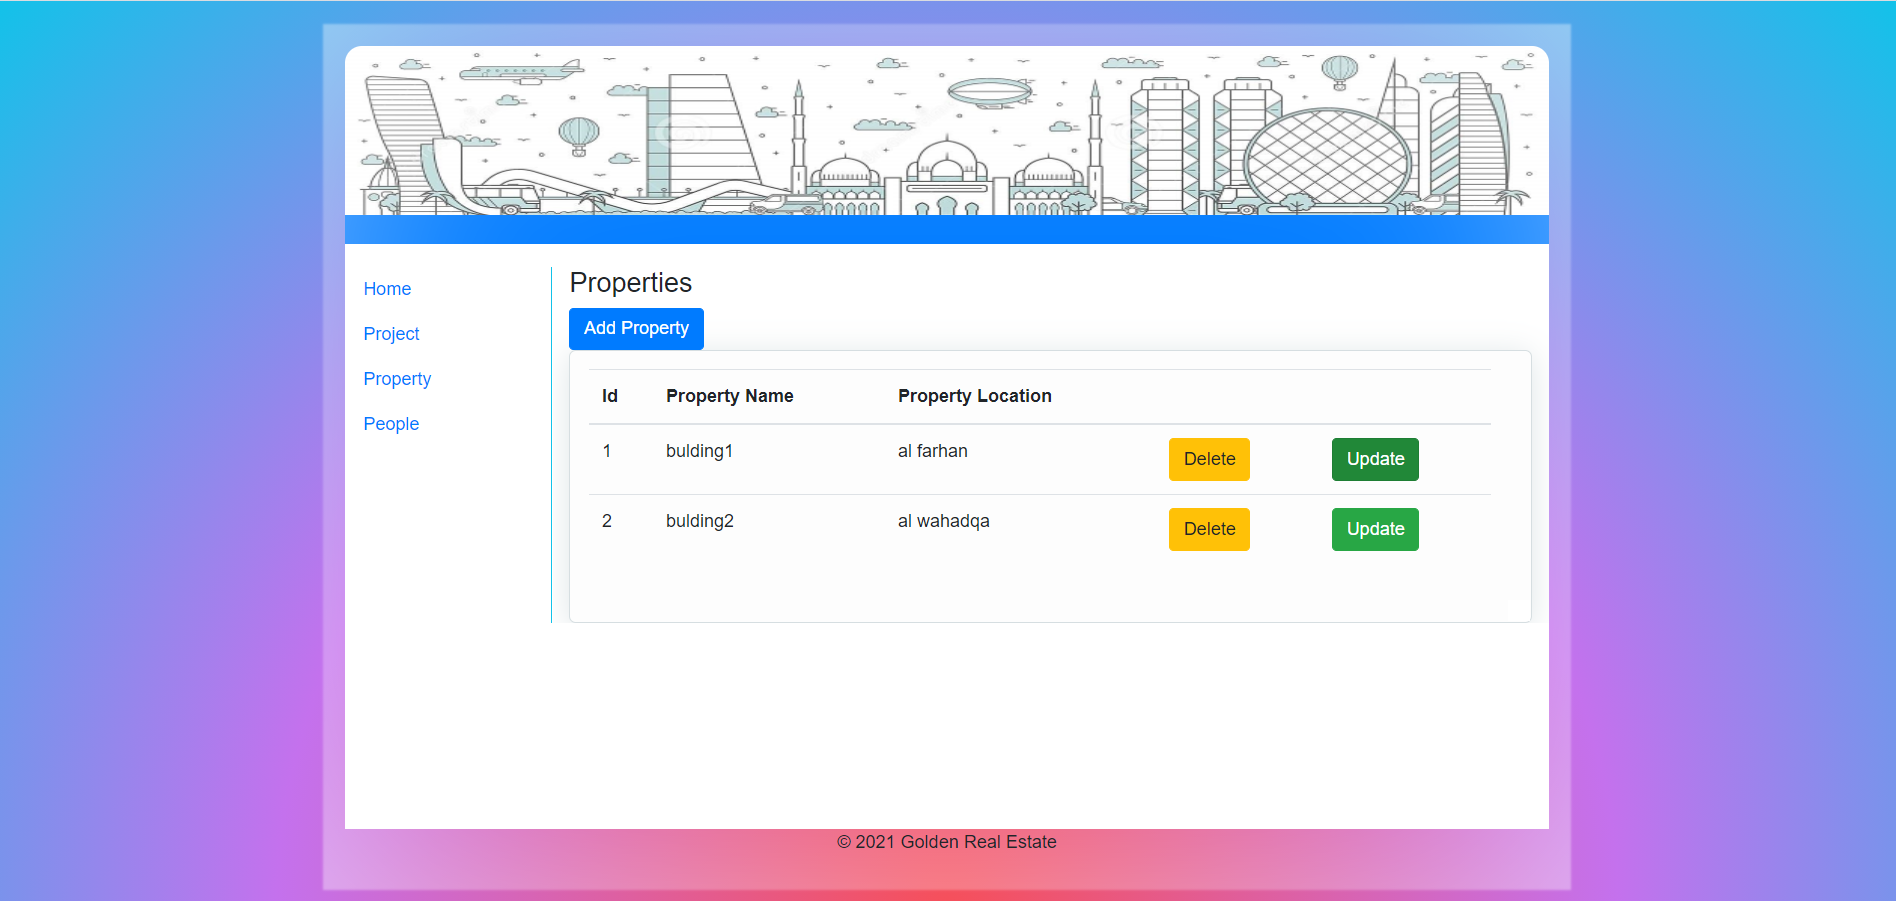 Home
Project
Property
People
Properties
Add Property
Id Property Name Property Location
1 bulding1 al farhan Delete Update
2 bulding2 al wahadqa Delete Update
© 2021 Golden Real Estate